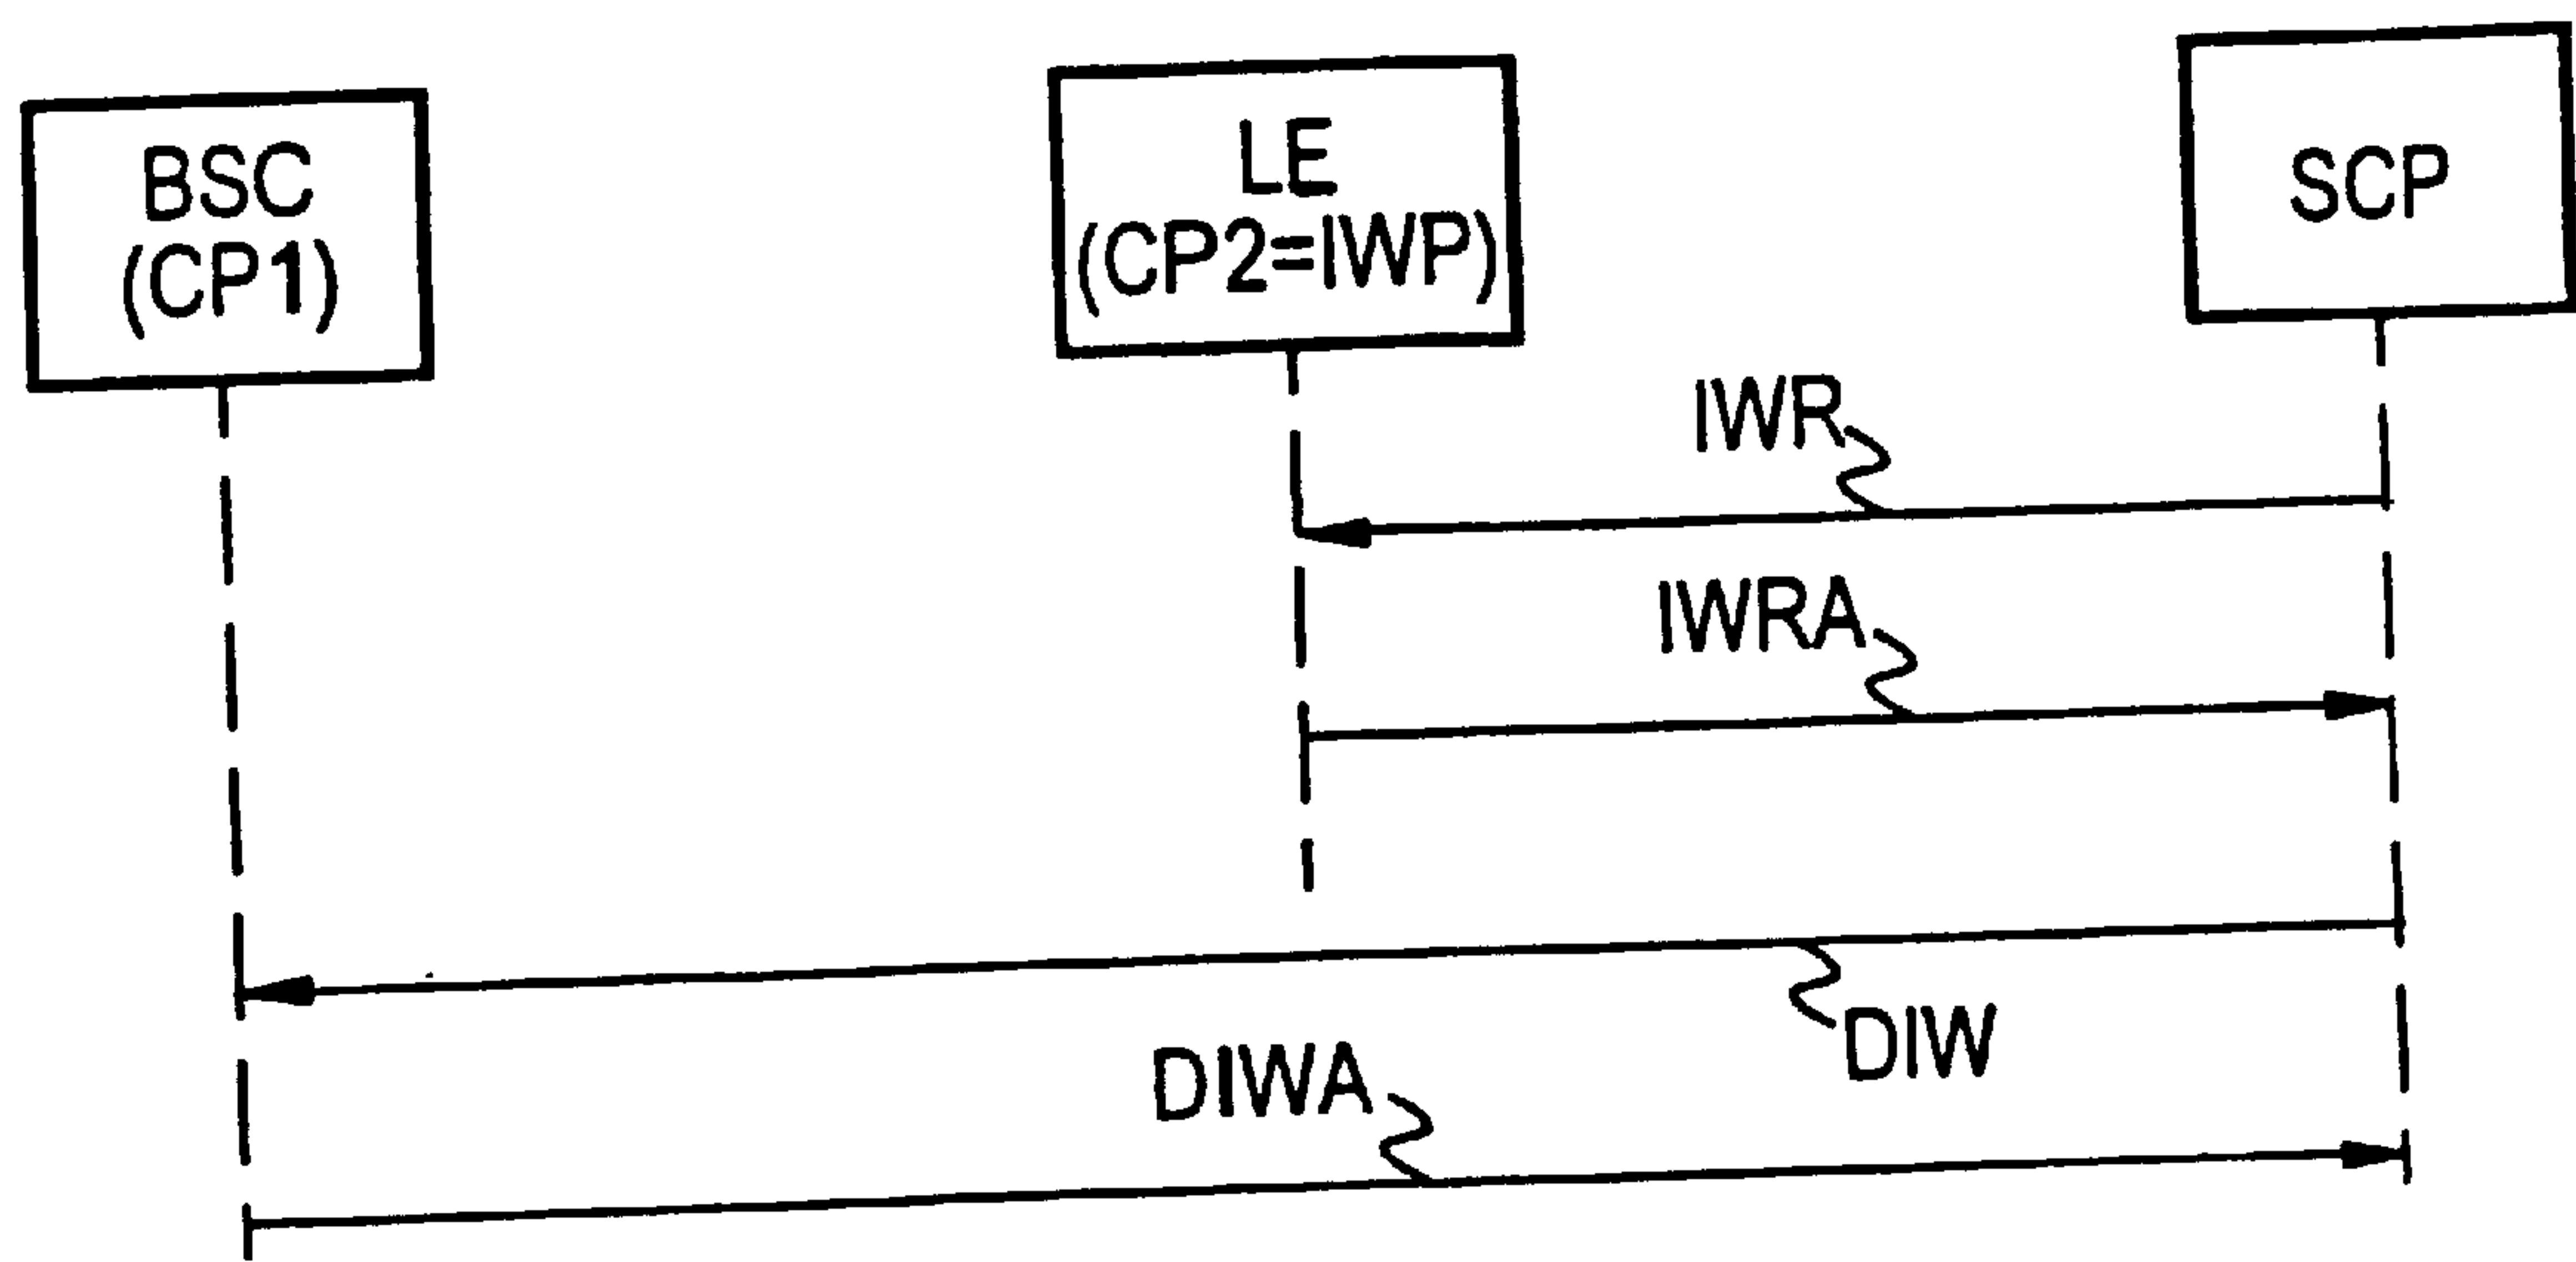 BSC
(CP1)
LE
(CP2=IWP)
SCP
IWR
IWRA
DIW
DIWA